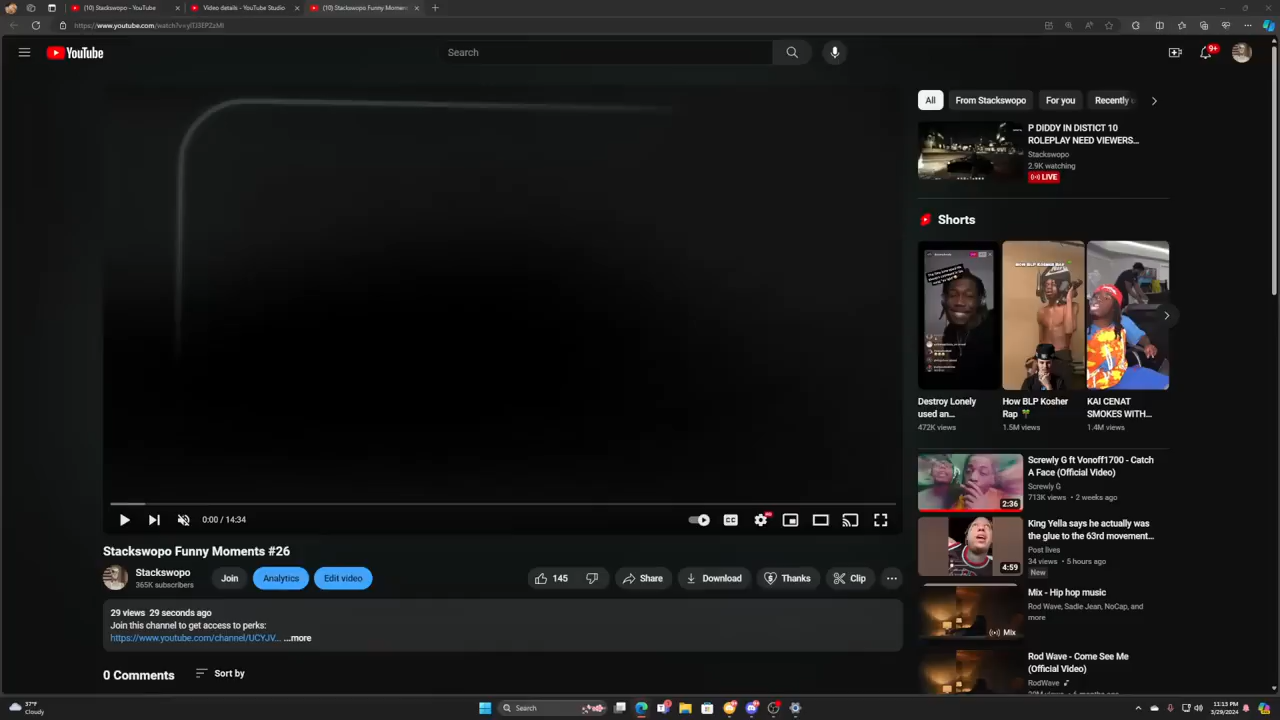 (10) Stackswopo - YouTube
Video details - YouTube Studio
(10) Stackswopo Funny Momen
YouTube
Search
9+
All
From Stackswopo
For you
Recently
P DIDDY IN DISTICT 10
ROLEPLAY NEED VIEWERS...
Stackswopo
2.9K watching
LIVE
Shorts
Destroy Lonely
used an...
472K views
How BLP Kosher
Rap
1.5M views
KAI CENAT
SMOKES WITH...
1.4M views
Screwly G ft Vonoff1700 - Catch
A Face (Official Video)
Screwly G
713K views • 2 weeks ago
2:36
King Yella says he actually was
the glue to the 63rd movement...
Post lives
34 views • 5 hours ago
New
4:59
Mix - Hip hop music
Rod Wave, Sadie Jean, NoCap, and
more
Mix
Rod Wave - Come See Me
(Official Video)
RodWave
0:00 / 14:34
Stackswopo Funny Moments #26
Stackswopo
365K subscribers
Join
Analytics
Edit video
145
Share
Download
Thanks
Clip
29 views 29 seconds ago
Join this channel to get access to perks:
https://www.youtube.com/channel/UCYJV... ...more
0 Comments
Sort by
37°F
Cloudy
Search
11:13 PM
3/29/2024